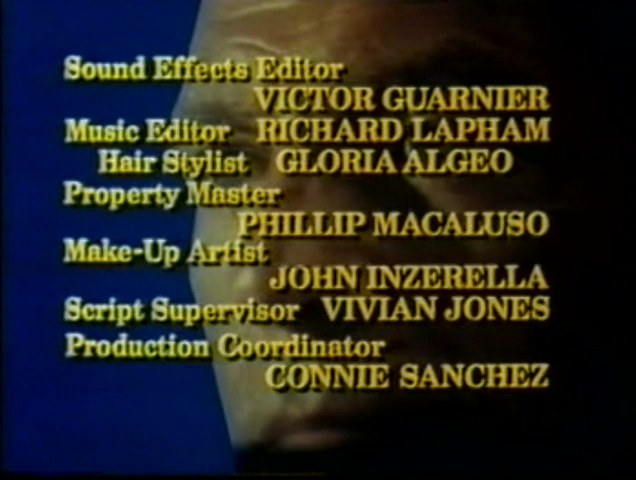 Sound Effects Editor
VICTOR GUARNIER
Music Editor RICHARD LAPHAM
Hair Stylist GLORIA ALGEO
Property Master
PHILLIP MACALUSO
Make-Up Artist
JOHN INZERELLA
Script Supervisor VIVIAN JONES
Production Coordinator
CONNIE SANCHEZ